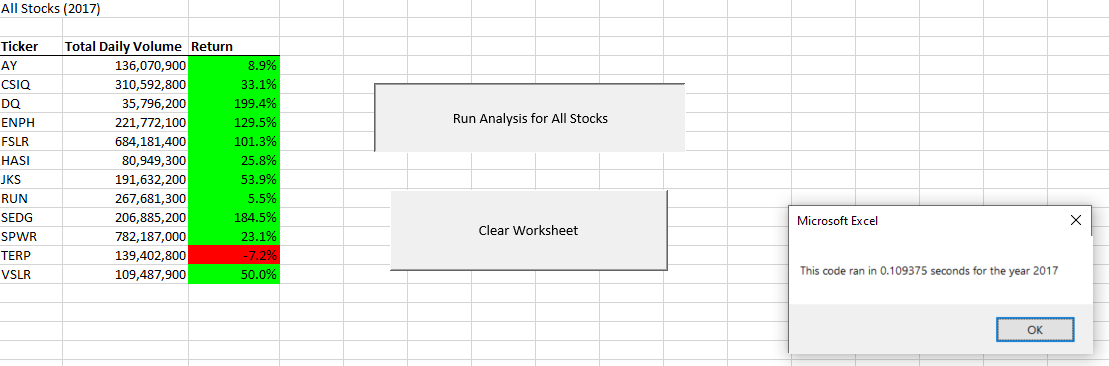 All Stocks (2017)
Ticker Total Daily Volume Return
AY 136,070,900 8.9%
CSIQ 310,592,800 33.1%
DQ 35,796,200 199.4%
ENPH 221,772,100 129.5%
FSLR 684,181,400 101.3%
HASI 80,949,300 25.8%
JKS 191,632,200 53.9%
RUN 267,681,300 5.5%
SEDG 206,885,200 184.5%
SPWR 782,187,000 23.1%
TERP 139,402,800 -7.2%
VSLR 109,487,900 50.0%
Run Analysis for All Stocks
Clear Worksheet
Microsoft Excel
This code ran in 0.109375 seconds for the year 2017
OK